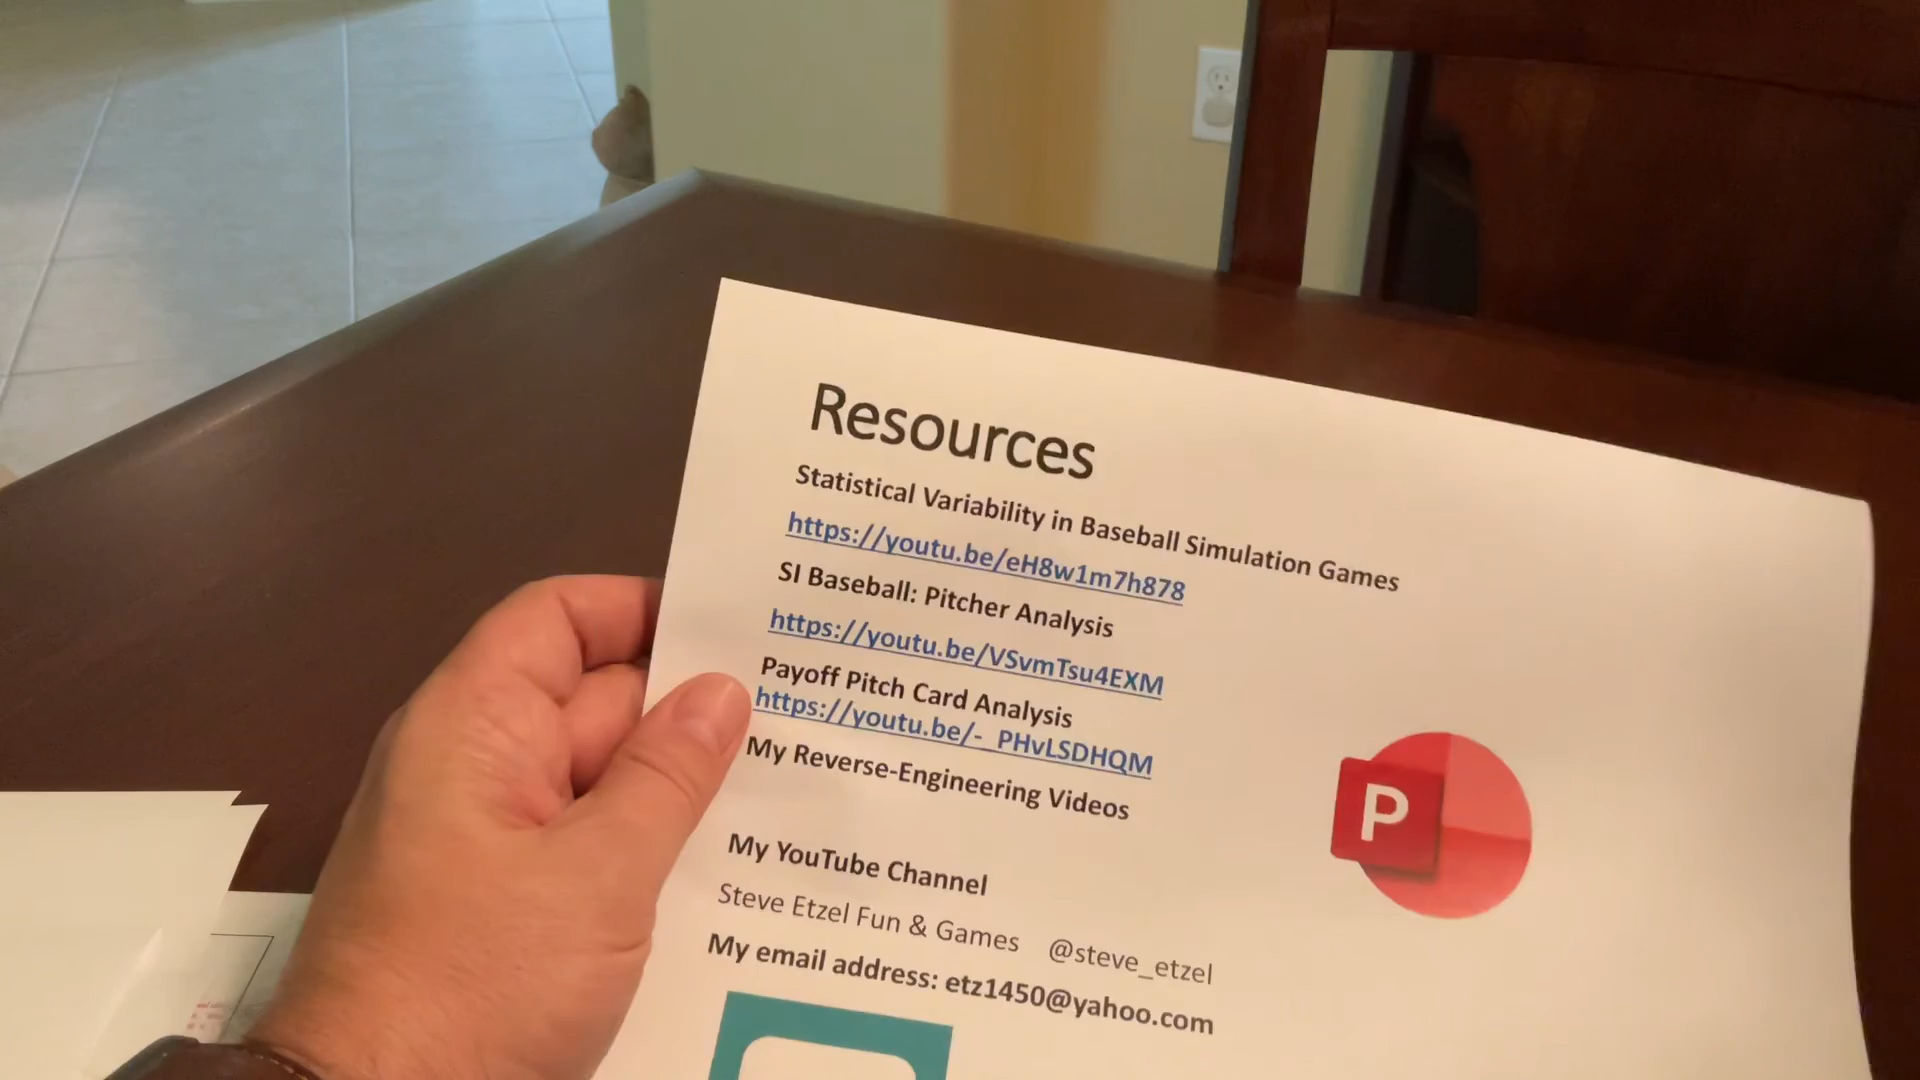 Resources
Statistical Variability in Baseball Simulation Games
https://youtu.be/eH8w1m7h878
SI Baseball: Pitcher Analysis
https://youtu.be/VSvmTsu4EXM
Payoff Pitch Card Analysis
https://youtu.be/-_PHvLSDHQM
My Reverse-Engineering Videos
P
My YouTube Channel
Steve Etzel Fun & Games @steve_etzel
My email address: etz1450@yahoo.com